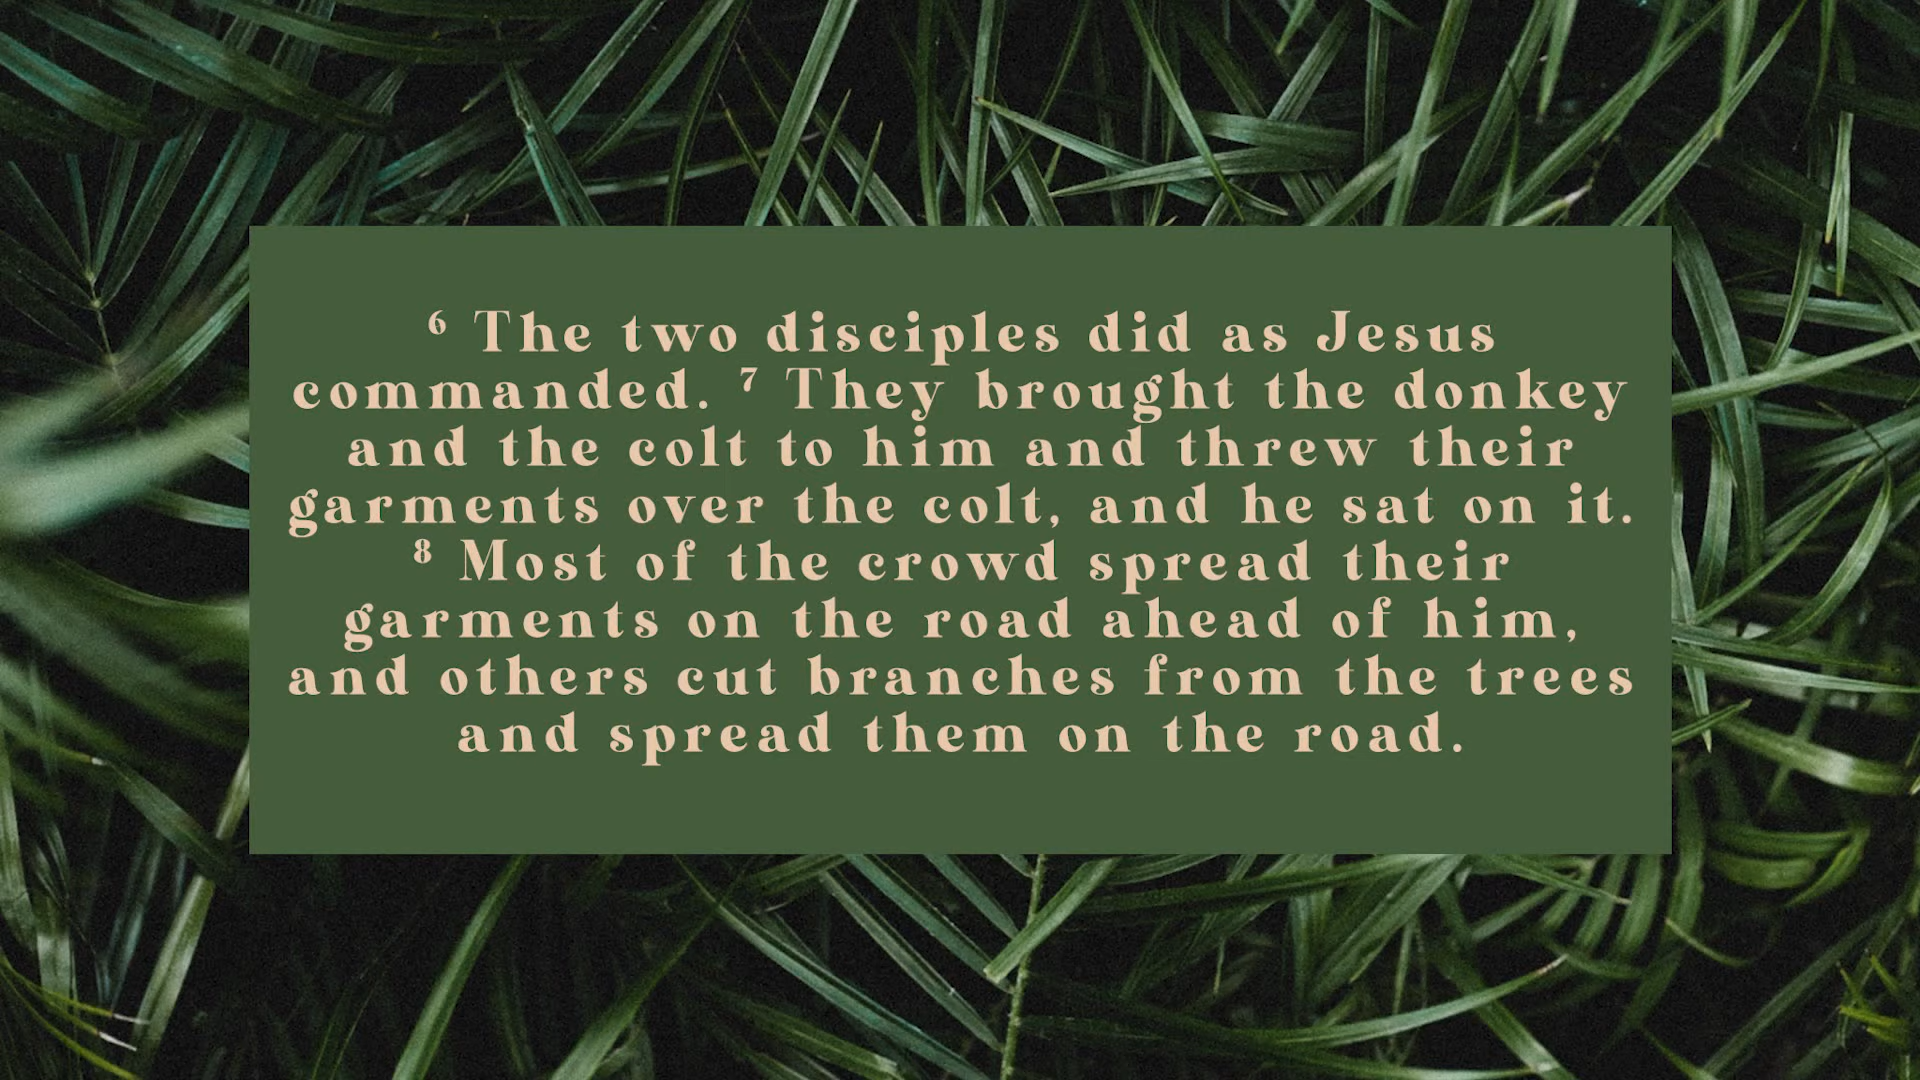 ⁶ The two disciples did as Jesus
commanded. ⁷ They brought the donkey
and the colt to him and threw their
garments over the colt, and he sat on it.
⁸ Most of the crowd spread their
garments on the road ahead of him,
and others cut branches from the trees
and spread them on the road.